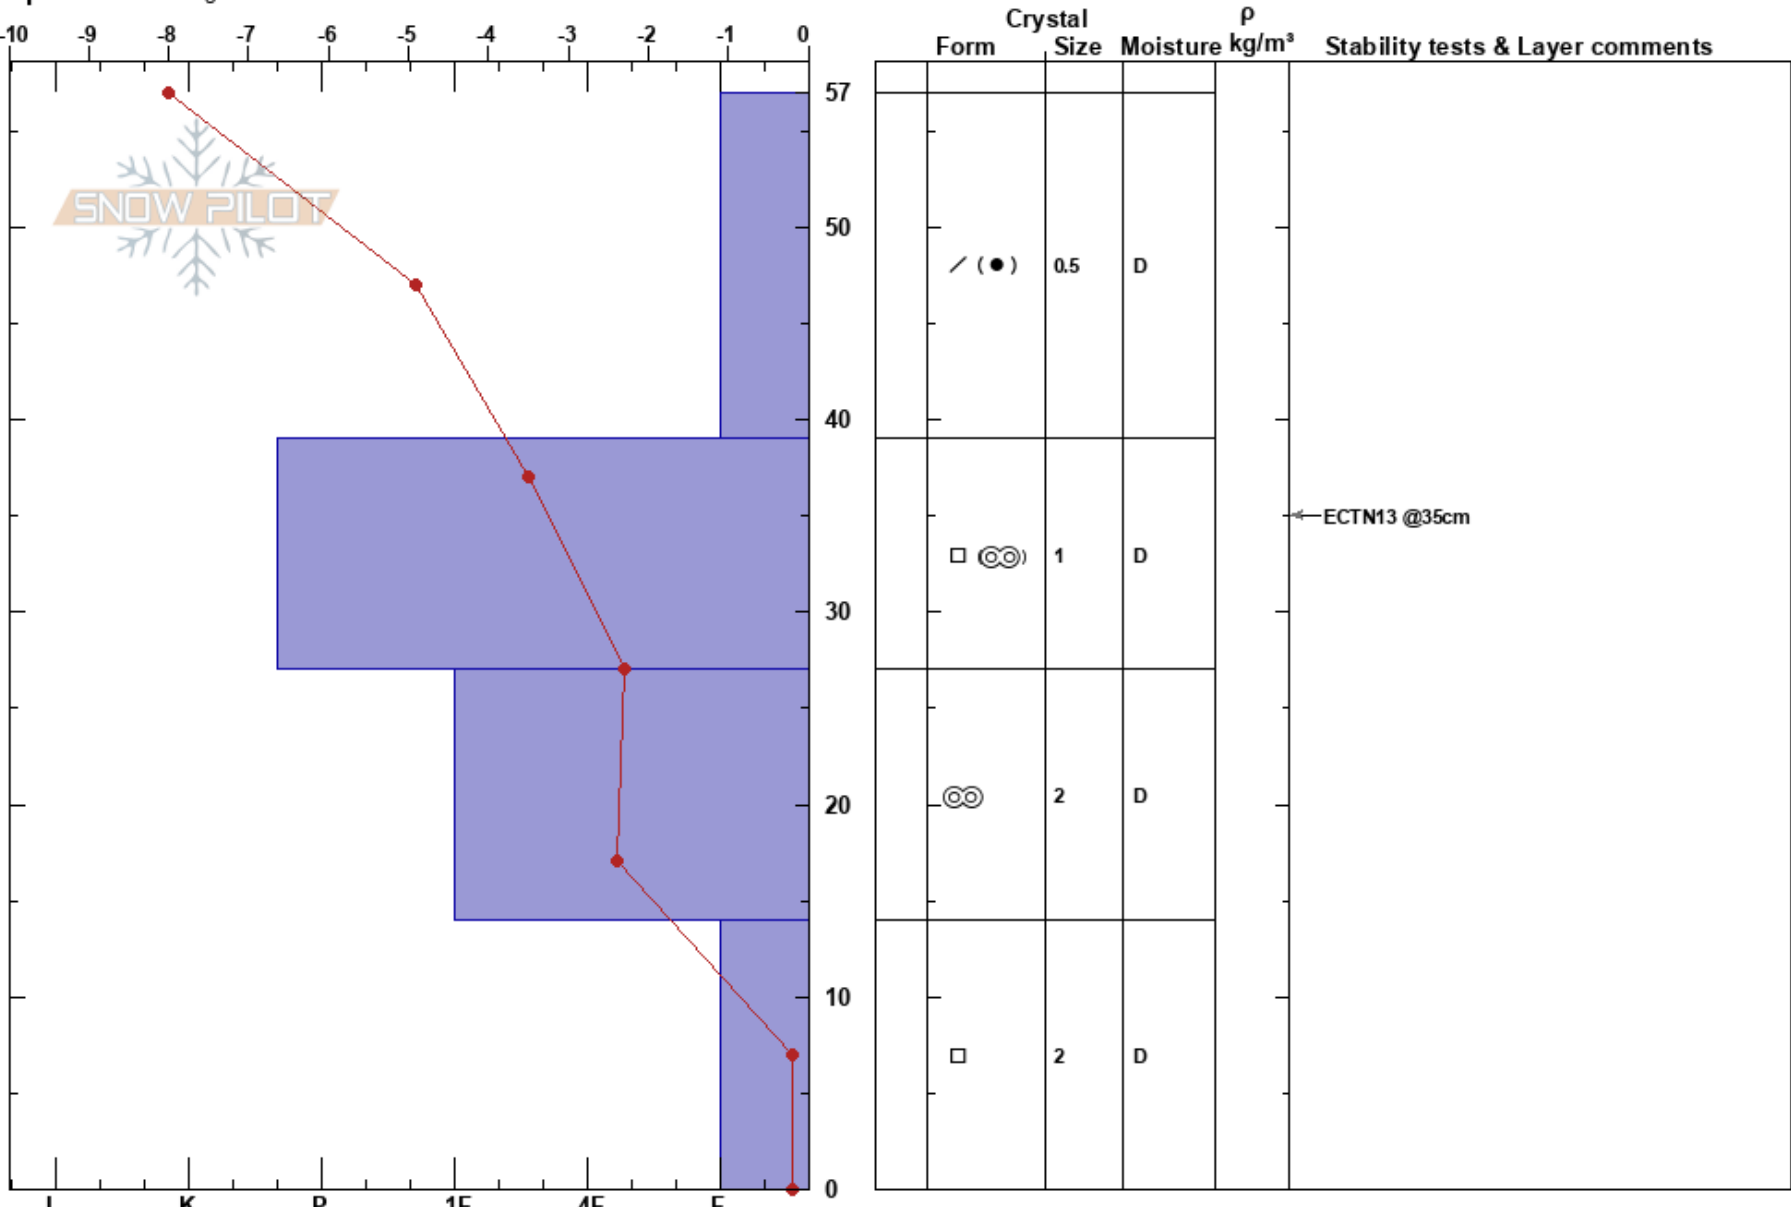 Crystal ρ
-10 -9 -8 -7 -6 -5 -4 -3 -2 -1 0 Form Size Moisture kg/m³ Stability tests & Layer comments
57
SNOW PILOT
50
/ (●) 0.5 D
40
ECTN13 @35cm
□ 1 D
30
20
2 D
10
□ 2 D
0
I K P 1F 4F F